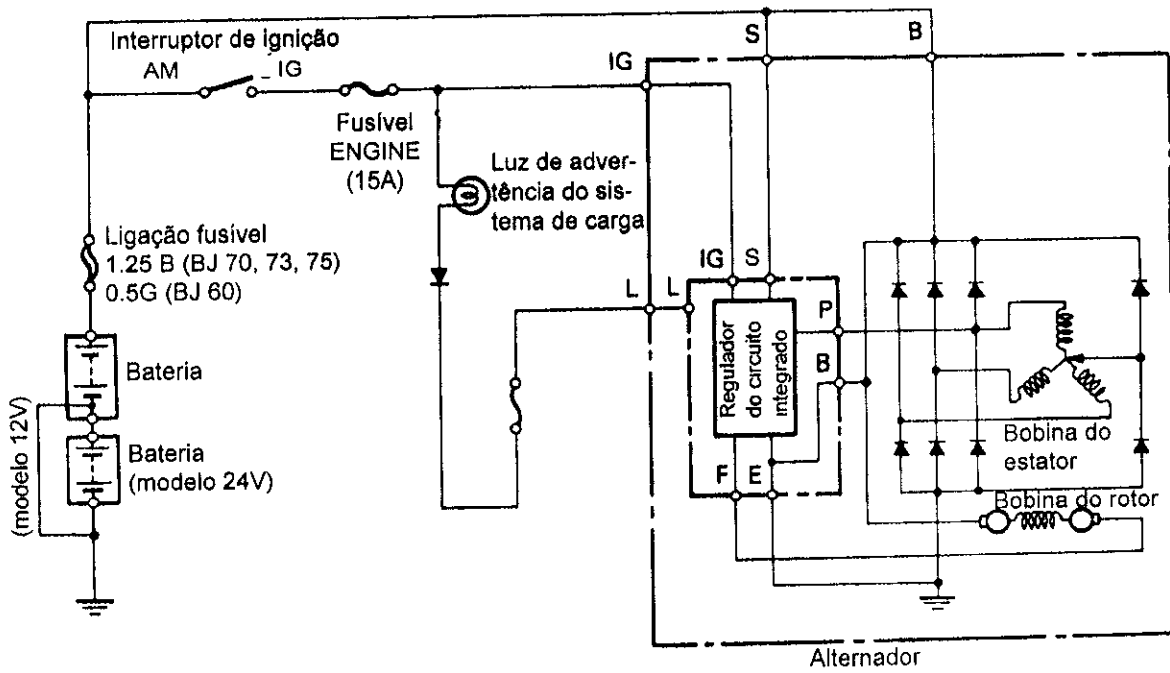 S
B
Interruptor de ignição
AM
IG
IG
Fusível
ENGINE
(15A)
Luz de adver-
tência do sis-
tema de carga
Ligação fusível
1.25 B (BJ 70, 73, 75)
0.5G (BJ 60)
IG
S
L
L
P
B
Regulador
do circuito
integrado
Bateria
Bobina do
estator
Bateria
(modelo 24V)
(modelo 12V)
F
E
Bobina do rotor
Alternador